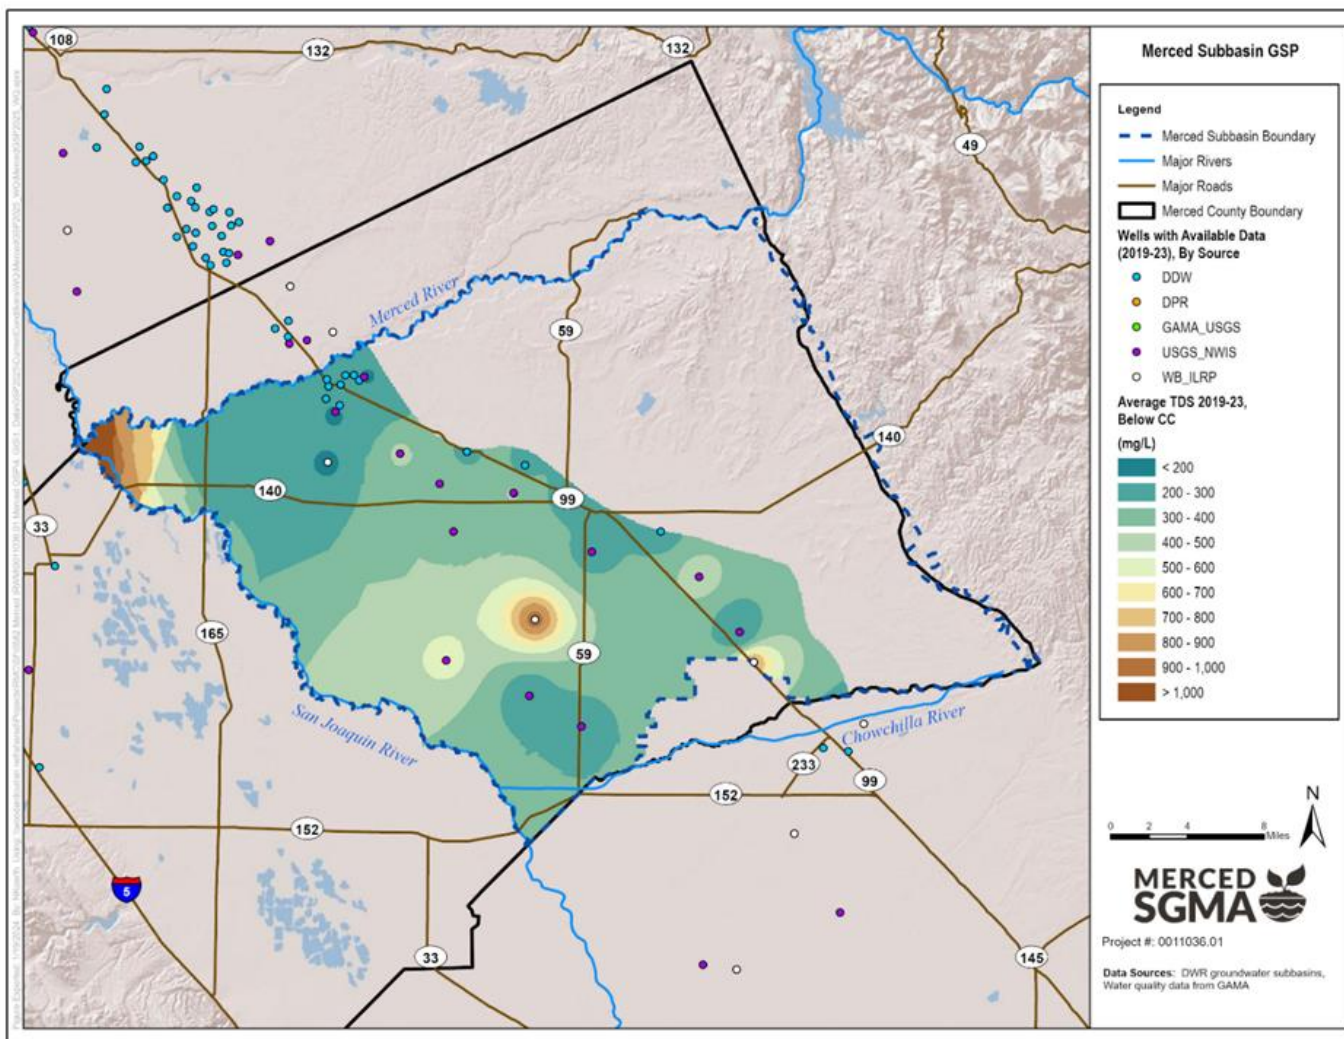 108
132
132
Merced Subbasin GSP
Legend
Merced Subbasin Boundary
Major Rivers
Major Roads
Merced County Boundary
Wells with Available Data
(2019-23), By Source
DDW
DPR
GAMA_USGS
USGS_NWIS
WB_ILRP
Average TDS 2019-23,
Below CC
(mg/L)
< 200
200 - 300
300 - 400
400 - 500
500 - 600
600 - 700
700 - 800
800 - 900
900 - 1,000
> 1,000
49
Merced River
59
140
140
99
33
165
59
San Joaquin River
Chowchilla River
233
99
152
152
5
33
145
N
0 2 4 8
Miles
MERCED
SGMA
Project #: 0011036.01
Data Sources: DWR groundwater subbasins,
Water quality data from GAMA